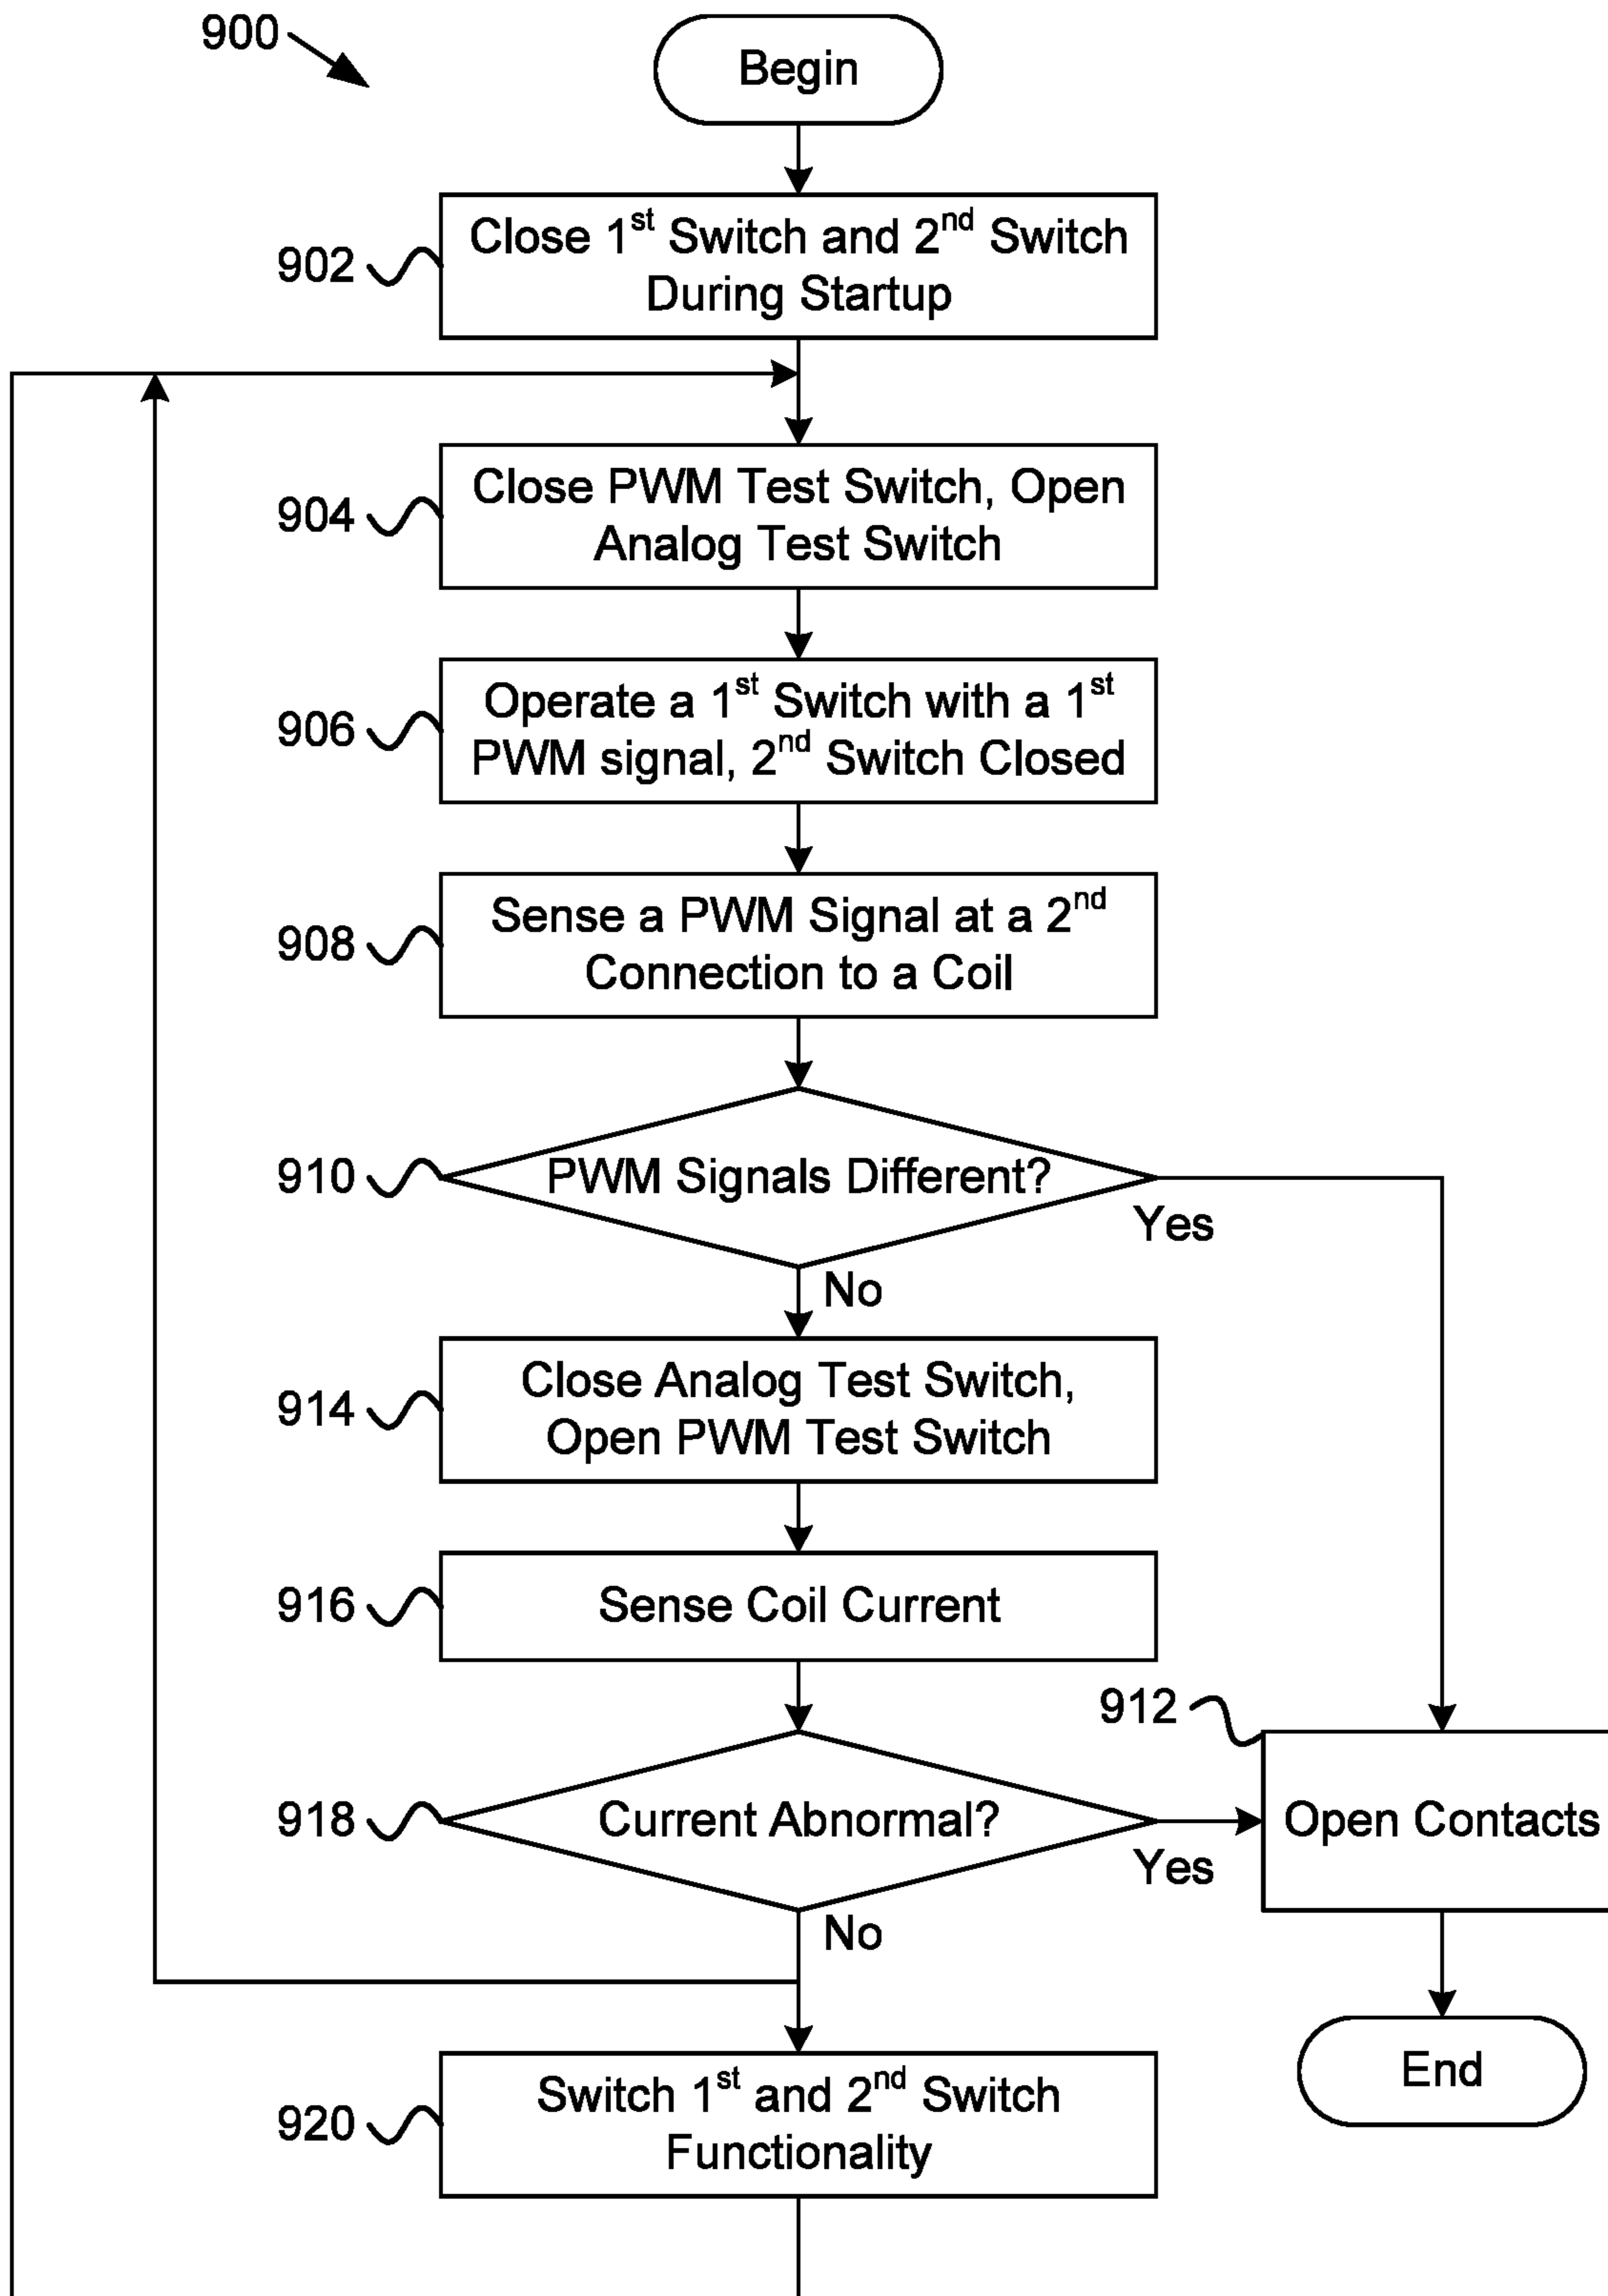 900
Begin
902
Close 1st Switch and 2nd Switch
During Startup
904
Close PWM Test Switch, Open
Analog Test Switch
906
Operate a 1st Switch with a 1st
PWM signal, 2nd Switch Closed
908
Sense a PWM Signal at a 2nd
Connection to a Coil
910
PWM Signals Different?
Yes
No
914
Close Analog Test Switch,
Open PWM Test Switch
916
Sense Coil Current
912
918
Current Abnormal?
Open Contacts
Yes
No
920
Switch 1st and 2nd Switch
Functionality
End